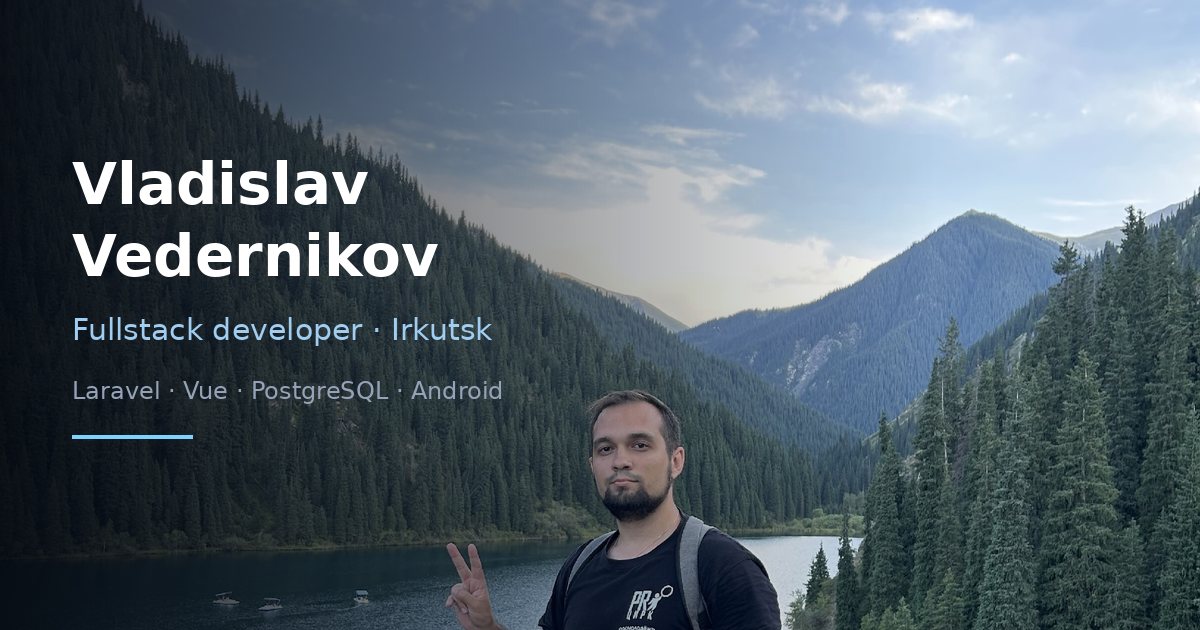 Vladislav
Vedernikov
Fullstack developer · Irkutsk
Laravel · Vue · PostgreSQL · Android